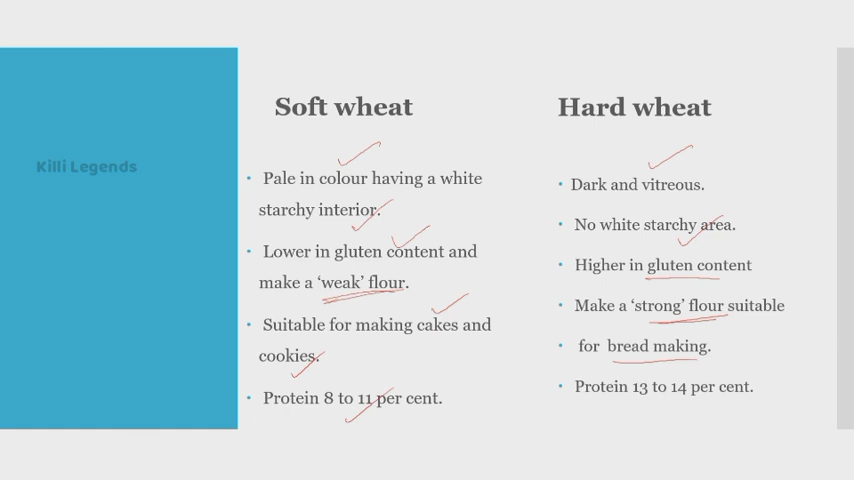 Killi Legends
Soft wheat
• Pale in colour having a white
starchy interior.
• Lower in gluten content and
make a ‘weak’ flour.
• Suitable for making cakes and
cookies.
• Protein 8 to 11 per cent.
Hard wheat
• Dark and vitreous.
• No white starchy area.
• Higher in gluten content
• Make a ‘strong’ flour suitable
• for bread making.
• Protein 13 to 14 per cent.